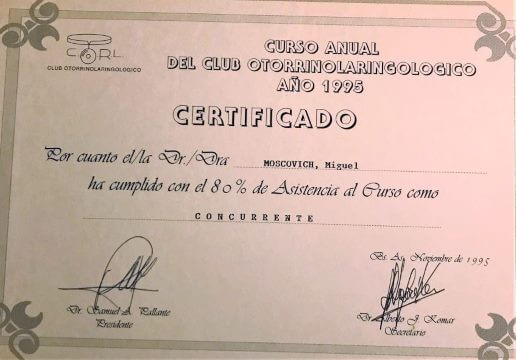 C.O.R.L.
CLUB OTORRINOLARINGOLOGICO
CURSO ANUAL
DEL CLUB OTORRINOLARINGOLOGICO
AÑO 1995
CERTIFICADO
Por cuanto el/la Dr./Dra MOSCOVICH, Miguel
ha cumplido con el 80% de Asistencia al Curso como
CONCURRENTE
Bs. As. Noviembre de 1995
Dr. Samuel A. Pallante
Presidente
Dr. Alberto J. Komar
Secretario